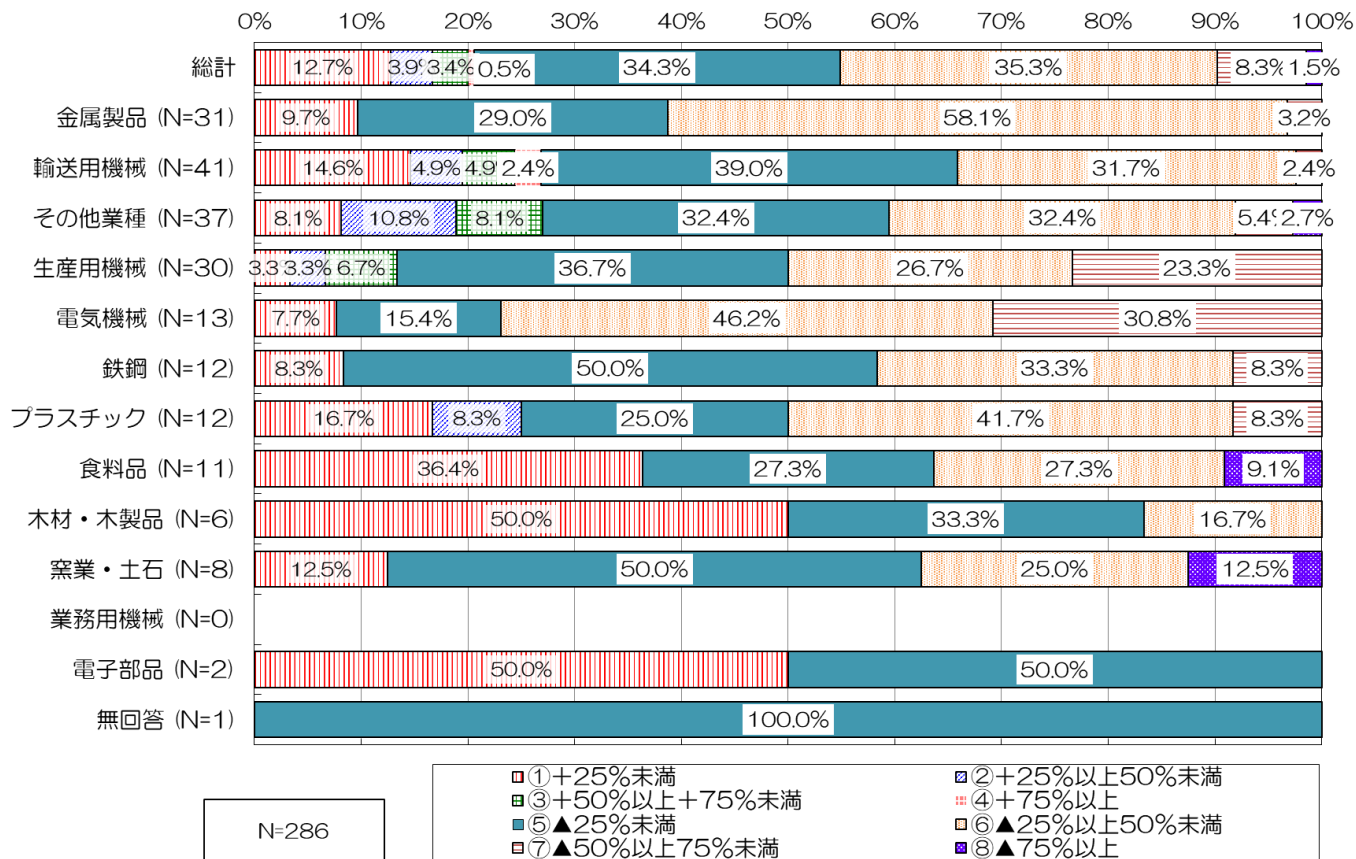 0% 10% 20% 30% 40% 50% 60% 70% 80% 90% 100%
総計 12.7% 3.9% 3.4% 0.5% 34.3% 35.3% 8.3% 1.5%
金属製品 (N=31) 9.7% 29.0% 58.1% 3.2%
輸送用機械 (N=41) 14.6% 4.9% 4.9% 2.4% 39.0% 31.7% 2.4%
その他業種 (N=37) 8.1% 10.8% 8.1% 32.4% 32.4% 5.4% 2.7%
生産用機械 (N=30) 3.3% 3.3% 6.7% 36.7% 26.7% 23.3%
電気機械 (N=13) 7.7% 15.4% 46.2% 30.8%
鉄鋼 (N=12) 8.3% 50.0% 33.3% 8.3%
プラスチック (N=12) 16.7% 8.3% 25.0% 41.7% 8.3%
食料品 (N=11) 36.4% 27.3% 27.3% 9.1%
木材・木製品 (N=6) 50.0% 33.3% 16.7%
窯業・土石 (N=8) 12.5% 50.0% 25.0% 12.5%
業務用機械 (N=0)
電子部品 (N=2) 50.0% 50.0%
無回答 (N=1) 100.0%
①+25%未満 ②+25%以上50%未満
③+50%以上+75%未満 ④+75%以上
⑤▲25%未満 ⑥▲25%以上50%未満
⑦▲50%以上75%未満 ⑧▲75%以上
N=286